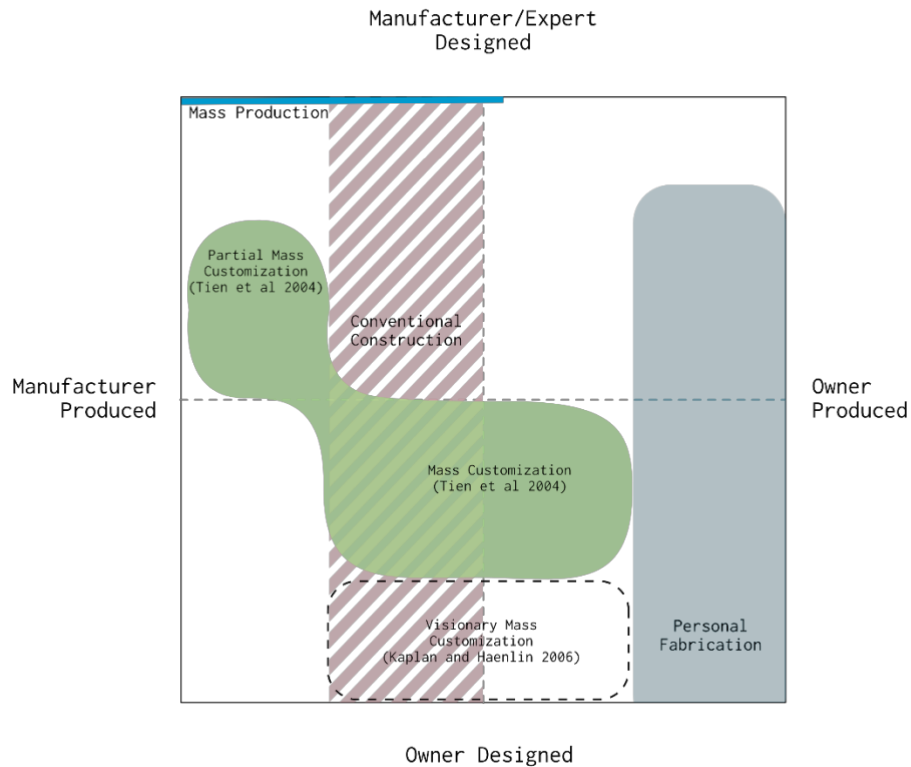 Manufacturer/Expert
Designed
Mass Production
Partial Mass
Customization
(Tien et al 2004)
Conventional
Construction
Manufacturer
Produced
Owner
Produced
Mass Customization
(Tien et al 2004)
Visionary Mass
Customization
(Kaplan and Haenlin 2006)
Personal
Fabrication
Owner Designed